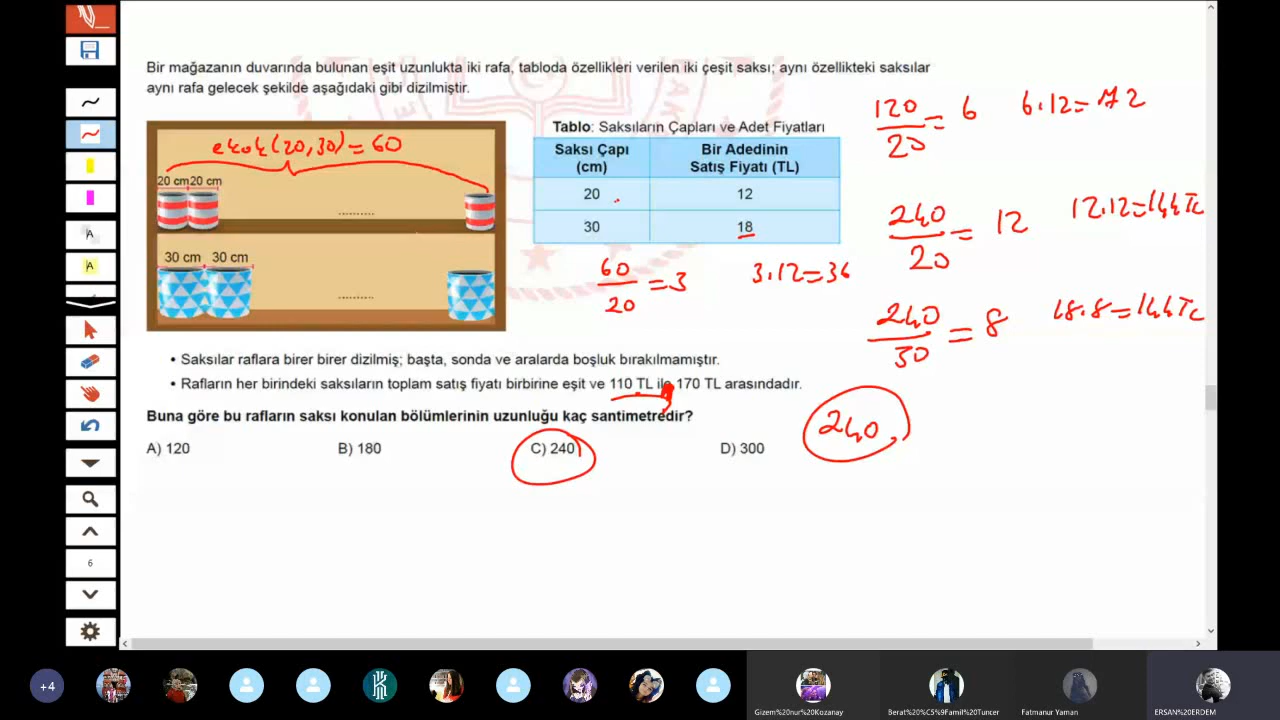 Bir mağazanın duvarında bulunan eşit uzunlukta iki rafa, tabloda özellikleri verilen iki çeşit saksı; aynı özellikteki saksılar
aynı rafa gelecek şekilde aşağıdaki gibi dizilmiştir.
ekok(20,30)=60
20 cm 20 cm
..........
30 cm 30 cm
..........
Tablo: Saksıların Çapları ve Adet Fiyatları
Saksı Çapı (cm) Bir Adedinin Satış Fiyatı (TL)
20 12
30 18
60/20 = 3 3.12=36
120/20 = 6 6.12=72
240/20 = 12 12.12=144 TL
240/30 = 8 18.8=144 TL
240
• Saksılar raflara birer birer dizilmiş; başta, sonda ve aralarda boşluk bırakılmamıştır.
• Rafların her birindeki saksıların toplam satış fiyatı birbirine eşit ve 110 TL ile 170 TL arasındadır.
Buna göre bu rafların saksı konulan bölümlerinin uzunluğu kaç santimetredir?
A) 120 B) 180 C) 240 D) 300
A
A
6
+4
Gizem%20nur%20Kozanay
Berat%20%C5%9Famil%20Tuncer
Fatmanur Yaman
ERSAN%20ERDEM